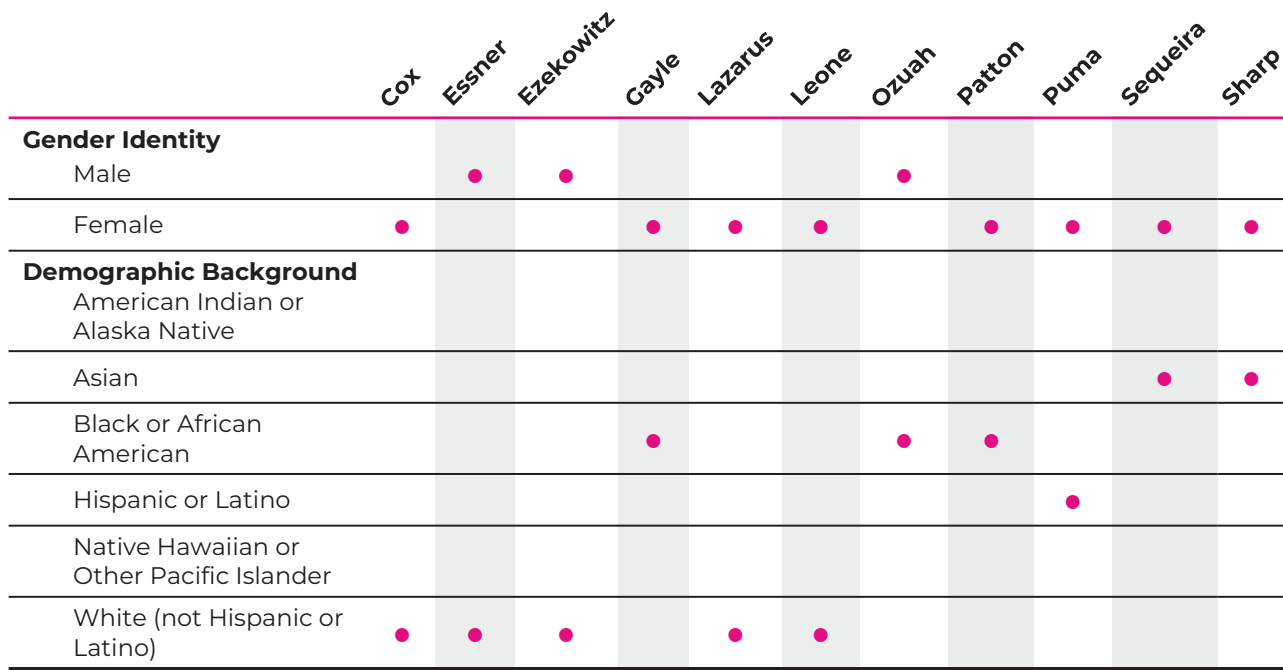 Cox Essner Ezekowitz Gayle Lazarus Leone Ozuah Patton Puma Sequeira Sharp
Gender Identity
Male
Female
Demographic Background
American Indian or
Alaska Native
Asian
Black or African
American
Hispanic or Latino
Native Hawaiian or
Other Pacific Islander
White (not Hispanic or
Latino)